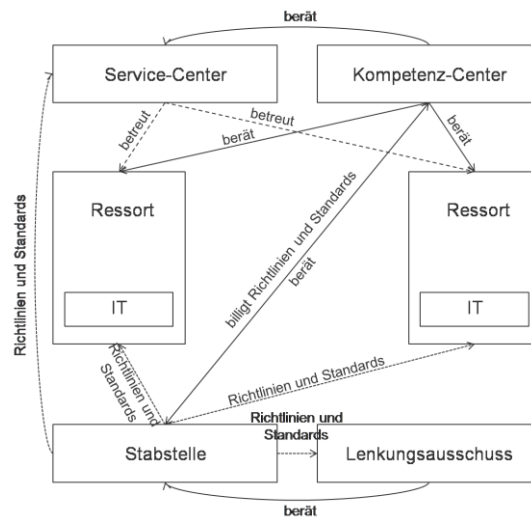 berät
Service-Center
Kompetenz-Center
betreut
betreut
berät
berät
Ressort
Ressort
Richtlinien und Standards
billigt Richtlinien und Standards
berät
IT
IT
Richtlinien und
Standards
Richtlinien und Standards
Richtlinien und
Standards
Stabstelle
Lenkungsausschuss
berät